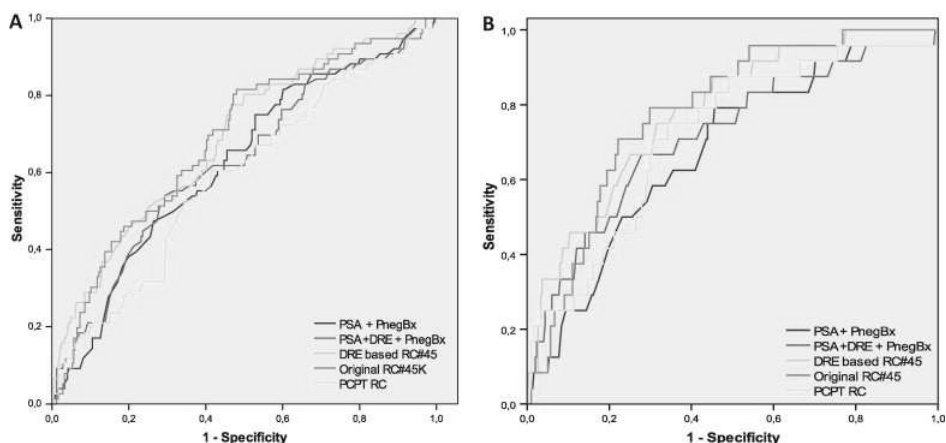 A
Sensitivity
1,0
0,8
0,6
0,4
0,2
0,0
0,0 0,2 0,4 0,6 0,8 1,0
1 - Specificity
PSA + PnegBx
PSA+DRE + PnegBx
DRE based RC#45
Original RC#45K
PCPT RC
B
Sensitivity
1,0
0,8
0,6
0,4
0,2
0,0
0,0 0,2 0,4 0,6 0,8 1,0
1 - Specificity
PSA+ PnegBx
PSA+DRE + PnegBx
DRE based RC#45
Original RC#45
PCPT RC